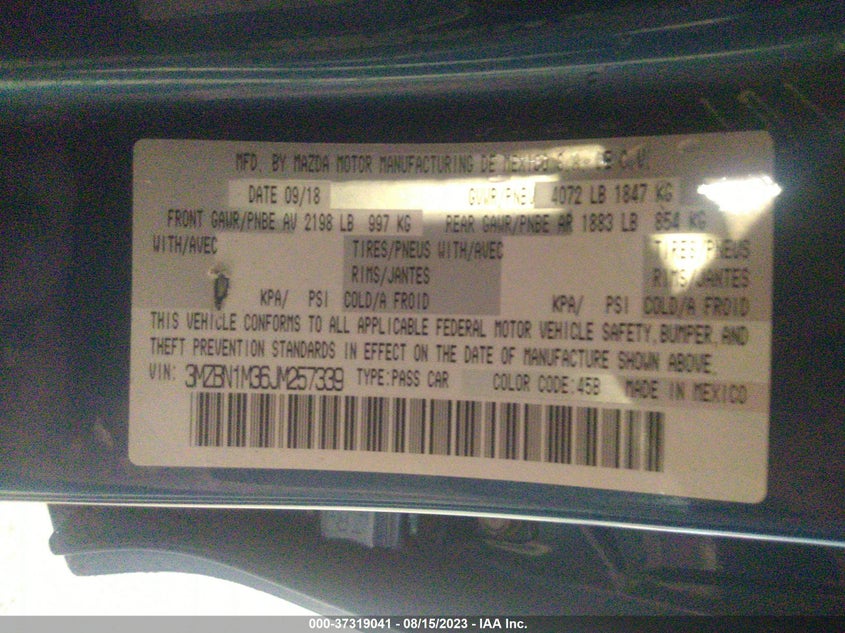 MFD. BY MAZDA MOTOR MANUFACTURING DE MEXICO S.A. DE C.V.
DATE 09/18 GVWR/PNBV 4072 LB 1847 KG
FRONT GAWR/PNBE AV 2198 LB 997 KG REAR GAWR/PNBE AR 1883 LB 854 KG
WITH/AVEC TIRES/PNEUS WITH/AVEC TIRES/PNEUS
RIMS/JANTES RIMS/JANTES
KPA/ PSI COLD/A FROID KPA/ PSI COLD/A FROID
THIS VEHICLE CONFORMS TO ALL APPLICABLE FEDERAL MOTOR VEHICLE SAFETY, BUMPER, AND
THEFT PREVENTION STANDARDS IN EFFECT ON THE DATE OF MANUFACTURE SHOWN ABOVE.
VIN: 3MZBN1M36JM257339 TYPE:PASS CAR COLOR CODE:45B MADE IN MEXICO
000-37319041 - 08/15/2023 - IAA Inc.